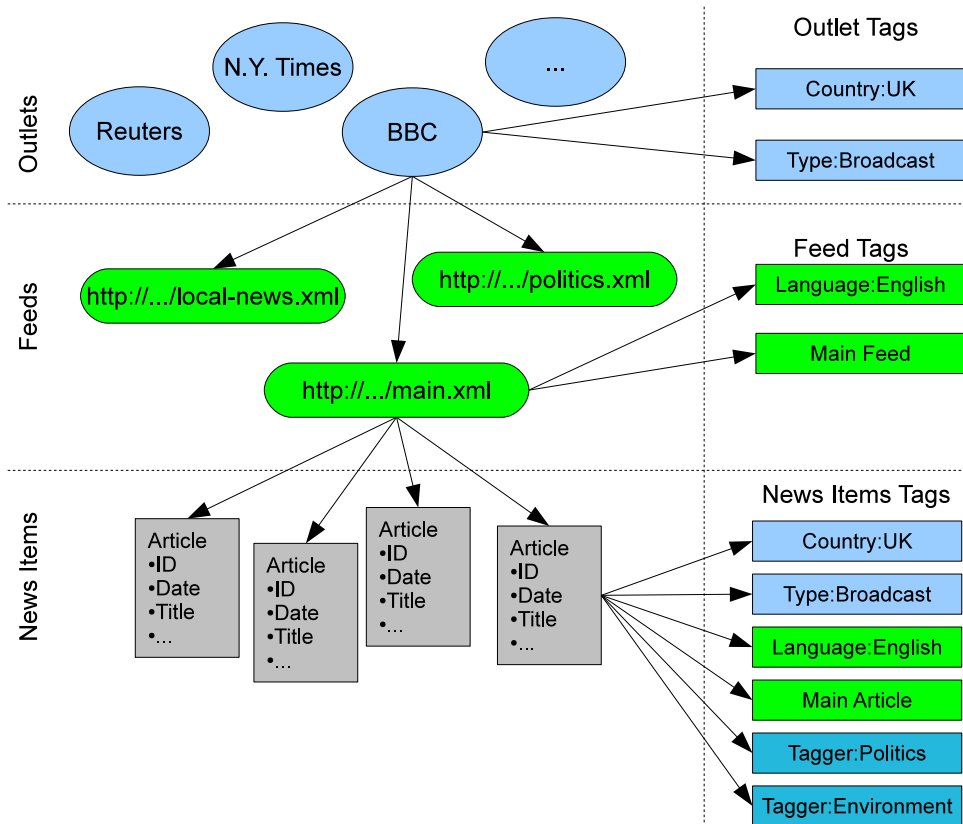 Outlets
N.Y. Times
...
Reuters
BBC
Outlet Tags
Country:UK
Type:Broadcast
Feeds
http://.../local-news.xml
http://.../politics.xml
http://.../main.xml
Feed Tags
Language:English
Main Feed
News Items
Article
•ID
•Date
•Title
•...
Article
•ID
•Date
•Title
•...
Article
•ID
•Date
•Title
•...
Article
•ID
•Date
•Title
•...
News Items Tags
Country:UK
Type:Broadcast
Language:English
Main Article
Tagger:Politics
Tagger:Environment